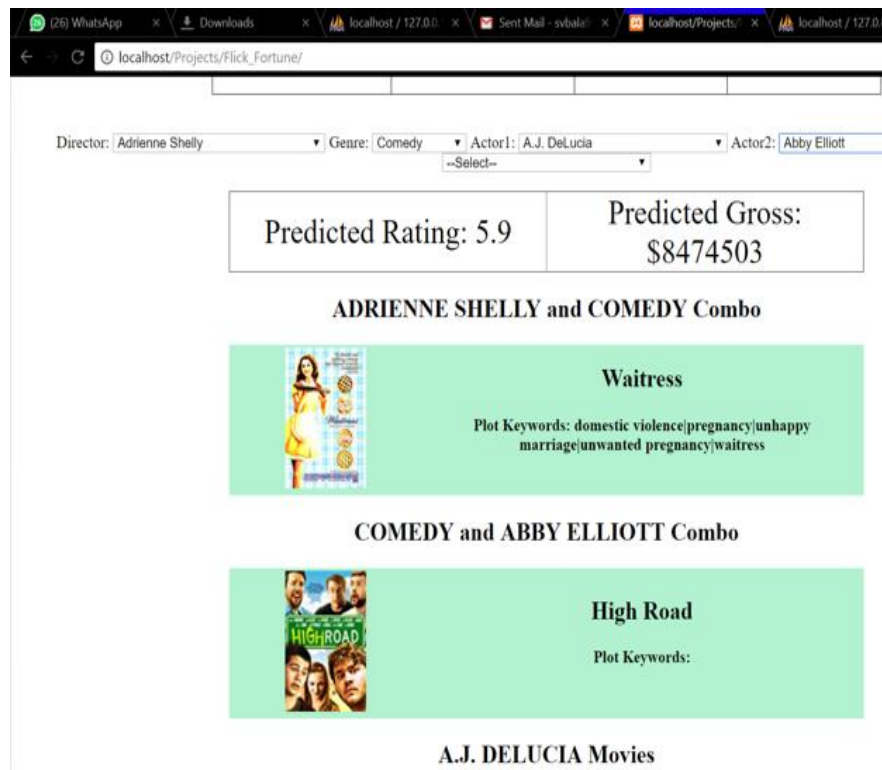 (26) WhatsApp × Downloads × localhost / 127.0.0. × Sent Mail - svbala × localhost/Projects/ × localhost / 127.0.
localhost/Projects/Flick_Fortune/
Director: Adrienne Shelly Genre: Comedy Actor1: A.J. DeLucia Actor2: Abby Elliott
--Select--
Predicted Rating: 5.9
Predicted Gross:
$8474503
ADRIENNE SHELLY and COMEDY Combo
Waitress
Plot Keywords: domestic violence|pregnancy|unhappy
marriage|unwanted pregnancy|waitress
Waitress
COMEDY and ABBY ELLIOTT Combo
HIGH ROAD
High Road
Plot Keywords:
A.J. DELUCIA Movies